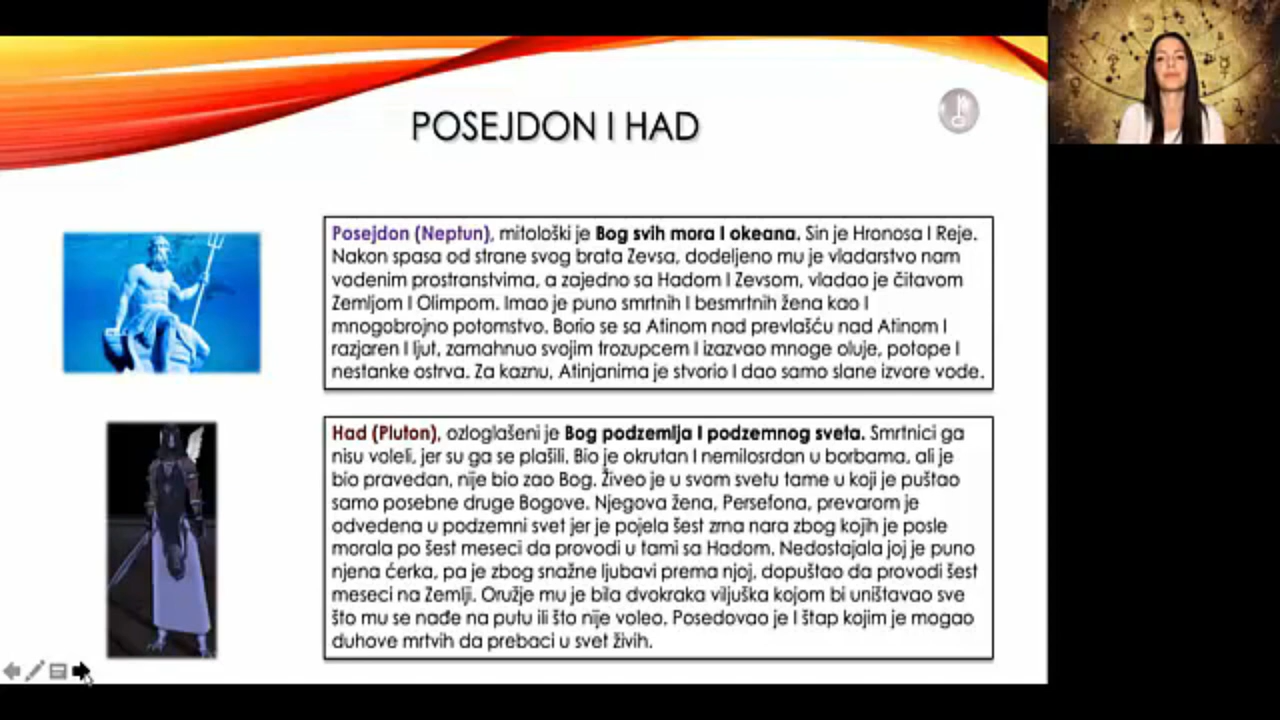 POSEJDON I HAD
Posejdon (Neptun), mitološki je Bog svih mora I okeana. Sin je Hronosa I Reje.
Nakon spasa od strane svog brata Zevsa, dodeljeno mu je vladarstvo nam
vodenim prostranstvima, a zajedno sa Hadom I Zevsom, vladao je čitavom
Zemljom I Olimpom. Imao je puno smrtnih I besmrtnih žena kao I
mnogobrojno potomstvo. Borio se sa Atinom nad prevlašću nad Atinom I
razjaren I ljut, zamahnuo svojim trozupcem I izazvao mnoge oluje, potope I
nestanke ostrva. Za kaznu, Atinjanima je stvorio I dao samo slane izvore vode.
Had (Pluton), ozloglašeni je Bog podzemlja I podzemnog sveta. Smrtnici ga
nisu voleli, jer su ga se plašili. Bio je okrutan I nemilosrdan u borbama, ali je
bio pravedan, nije bio zao Bog. Živeo je u svom svetu tame u koji je puštao
samo posebne druge Bogove. Njegova žena, Persefona, prevarom je
odvedena u podzemni svet jer je pojela šest zrna nara zbog kojih je posle
morala po šest meseci da provodi u tami sa Hadom. Nedostajala joj je puno
njena ćerka, pa je zbog snažne ljubavi prema njoj, dopuštao da provodi šest
meseci na Zemlji. Oružje mu je bila dvokraka viljuška kojom bi uništavao sve
što mu se nađe na putu ili što nije voleo. Posedovao je I štap kojim je mogao
duhove mrtvih da prebaci u svet živih.